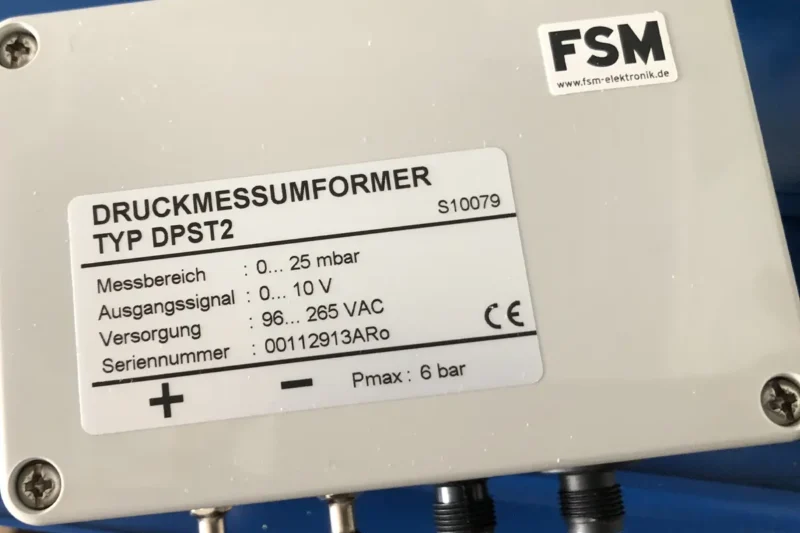 FSM
www.fsm-elektronik.de
DRUCKMESSUMFORMER
TYP DPST2
S10079
Messbereich : 0... 25 mbar
Ausgangssignal : 0... 10 V
Versorgung : 96... 265 VAC
Seriennummer : 00112913ARo
CE
+ − Pmax : 6 bar